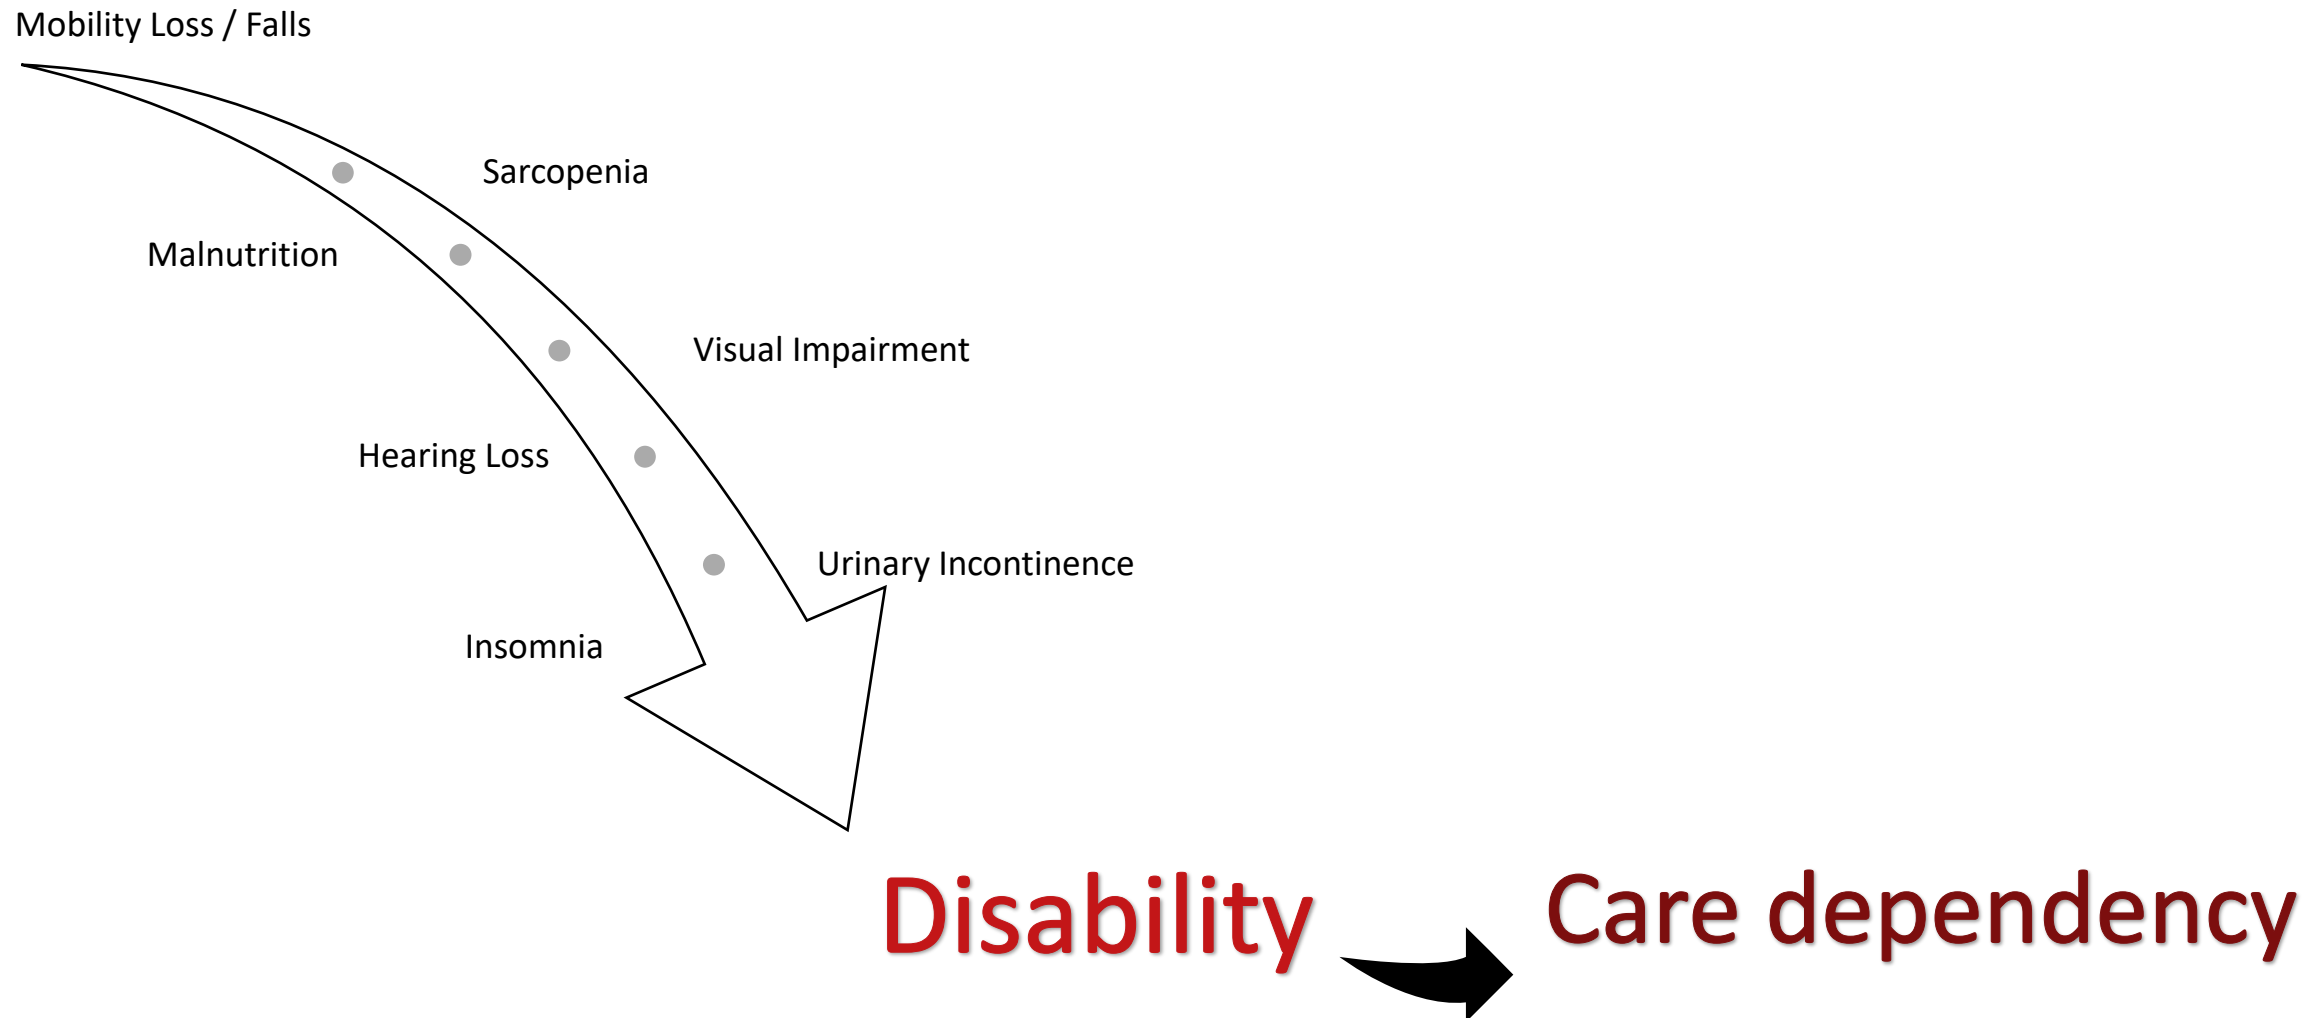 Mobility Loss / Falls
Sarcopenia
Malnutrition
Visual Impairment
Hearing Loss
Urinary Incontinence
Insomnia
Disability
Care dependency